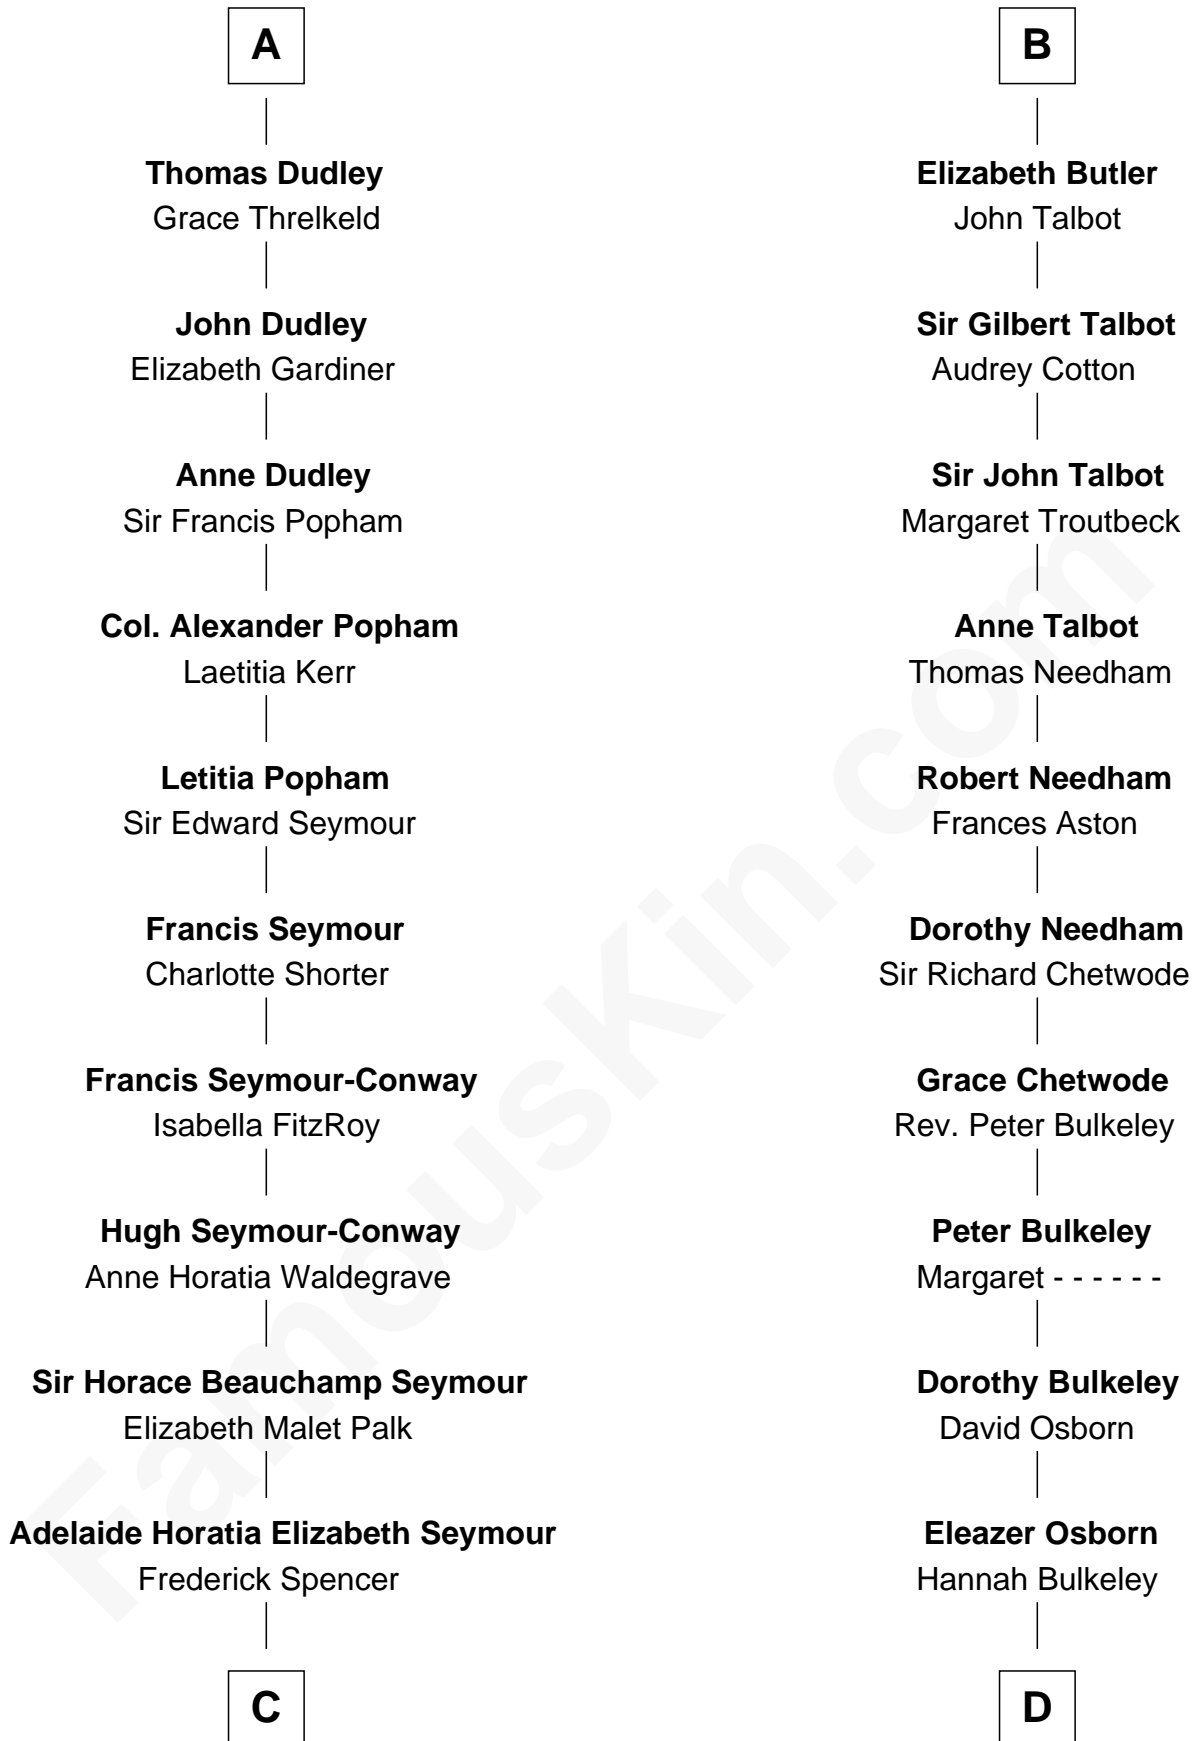 A
Thomas Dudley
Grace Threlkeld
John Dudley
Elizabeth Gardiner
Anne Dudley
Sir Francis Popham
Col. Alexander Popham
Laetitia Kerr
Letitia Popham
Sir Edward Seymour
Francis Seymour
Charlotte Shorter
Francis Seymour-Conway
Isabella FitzRoy
Hugh Seymour-Conway
Anne Horatia Waldegrave
Sir Horace Beauchamp Seymour
Elizabeth Malet Palk
Adelaide Horatia Elizabeth Seymour
Frederick Spencer
C
B
Elizabeth Butler
John Talbot
Sir Gilbert Talbot
Audrey Cotton
Sir John Talbot
Margaret Troutbeck
Anne Talbot
Thomas Needham
Robert Needham
Frances Aston
Dorothy Needham
Sir Richard Chetwode
Grace Chetwode
Rev. Peter Bulkeley
Peter Bulkeley
Margaret - - - - - -
Dorothy Bulkeley
David Osborn
Eleazer Osborn
Hannah Bulkeley
D
FamousKin.com